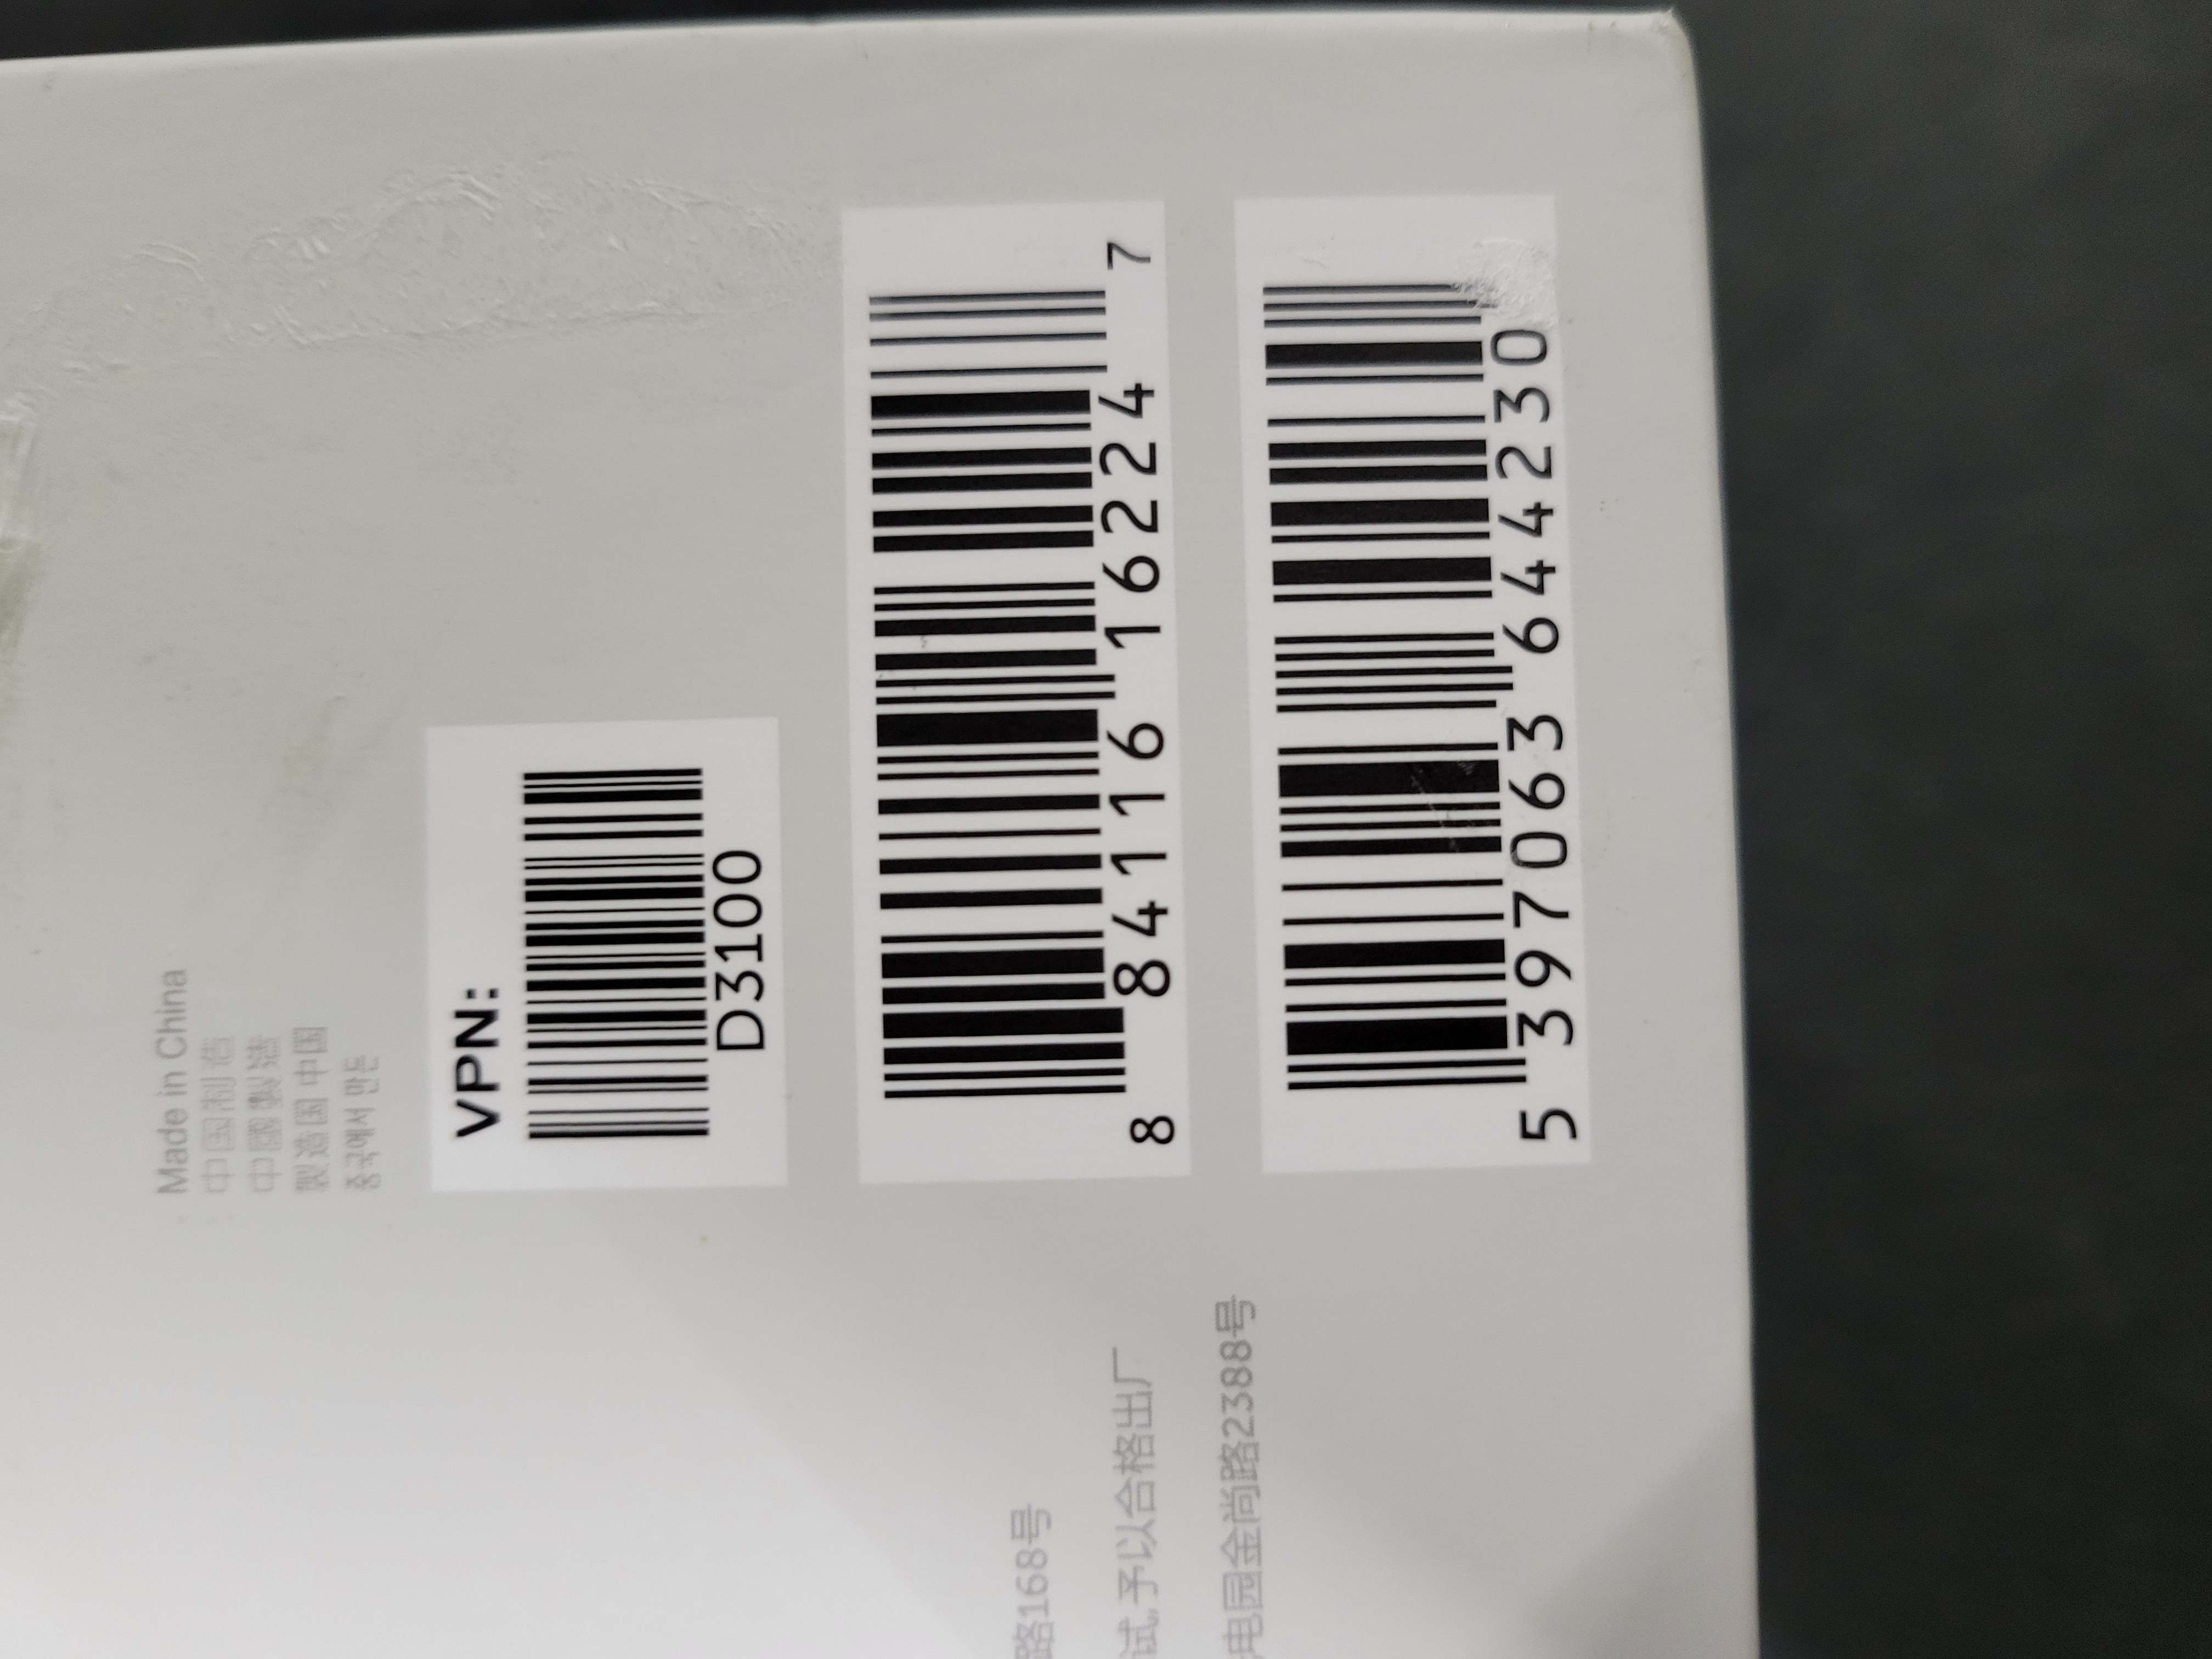 Made in China
中国制造
中國製造
製造国 中国
중국에서 만든
VPN:
D3100
8 84116 16224 7
5 397063 644230
路168号
试,予以合格出厂
电园金尚路2388号